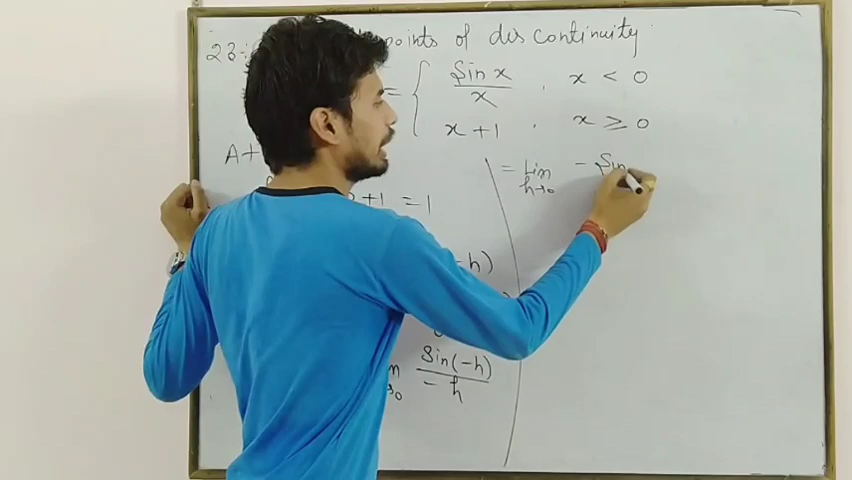 23 points of discontinuity
= { Sin x / x , x < 0
x + 1 , x ≥ 0
A+
+1 = 1
-h)
Sin(-h) / -h
= Lim h→0 - Sin